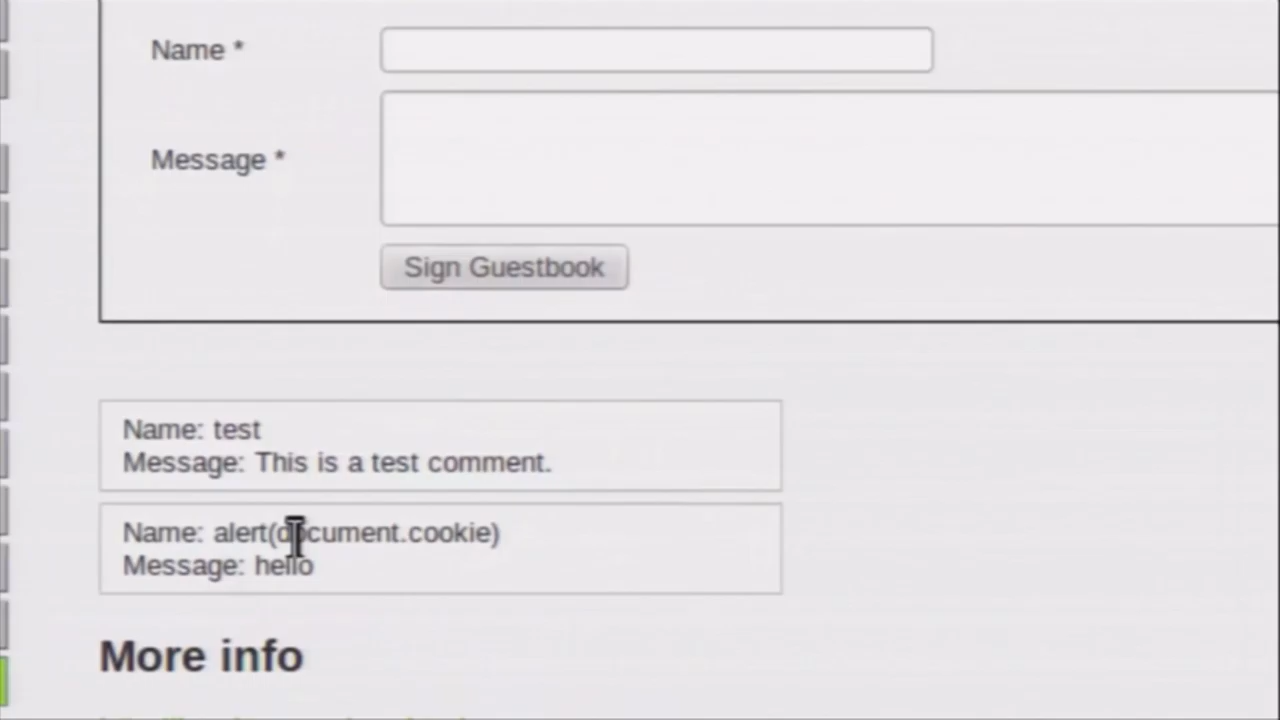 Name *
Message *
Sign Guestbook
Name: test
Message: This is a test comment.
Name: alert(document.cookie)
Message: hello
More info